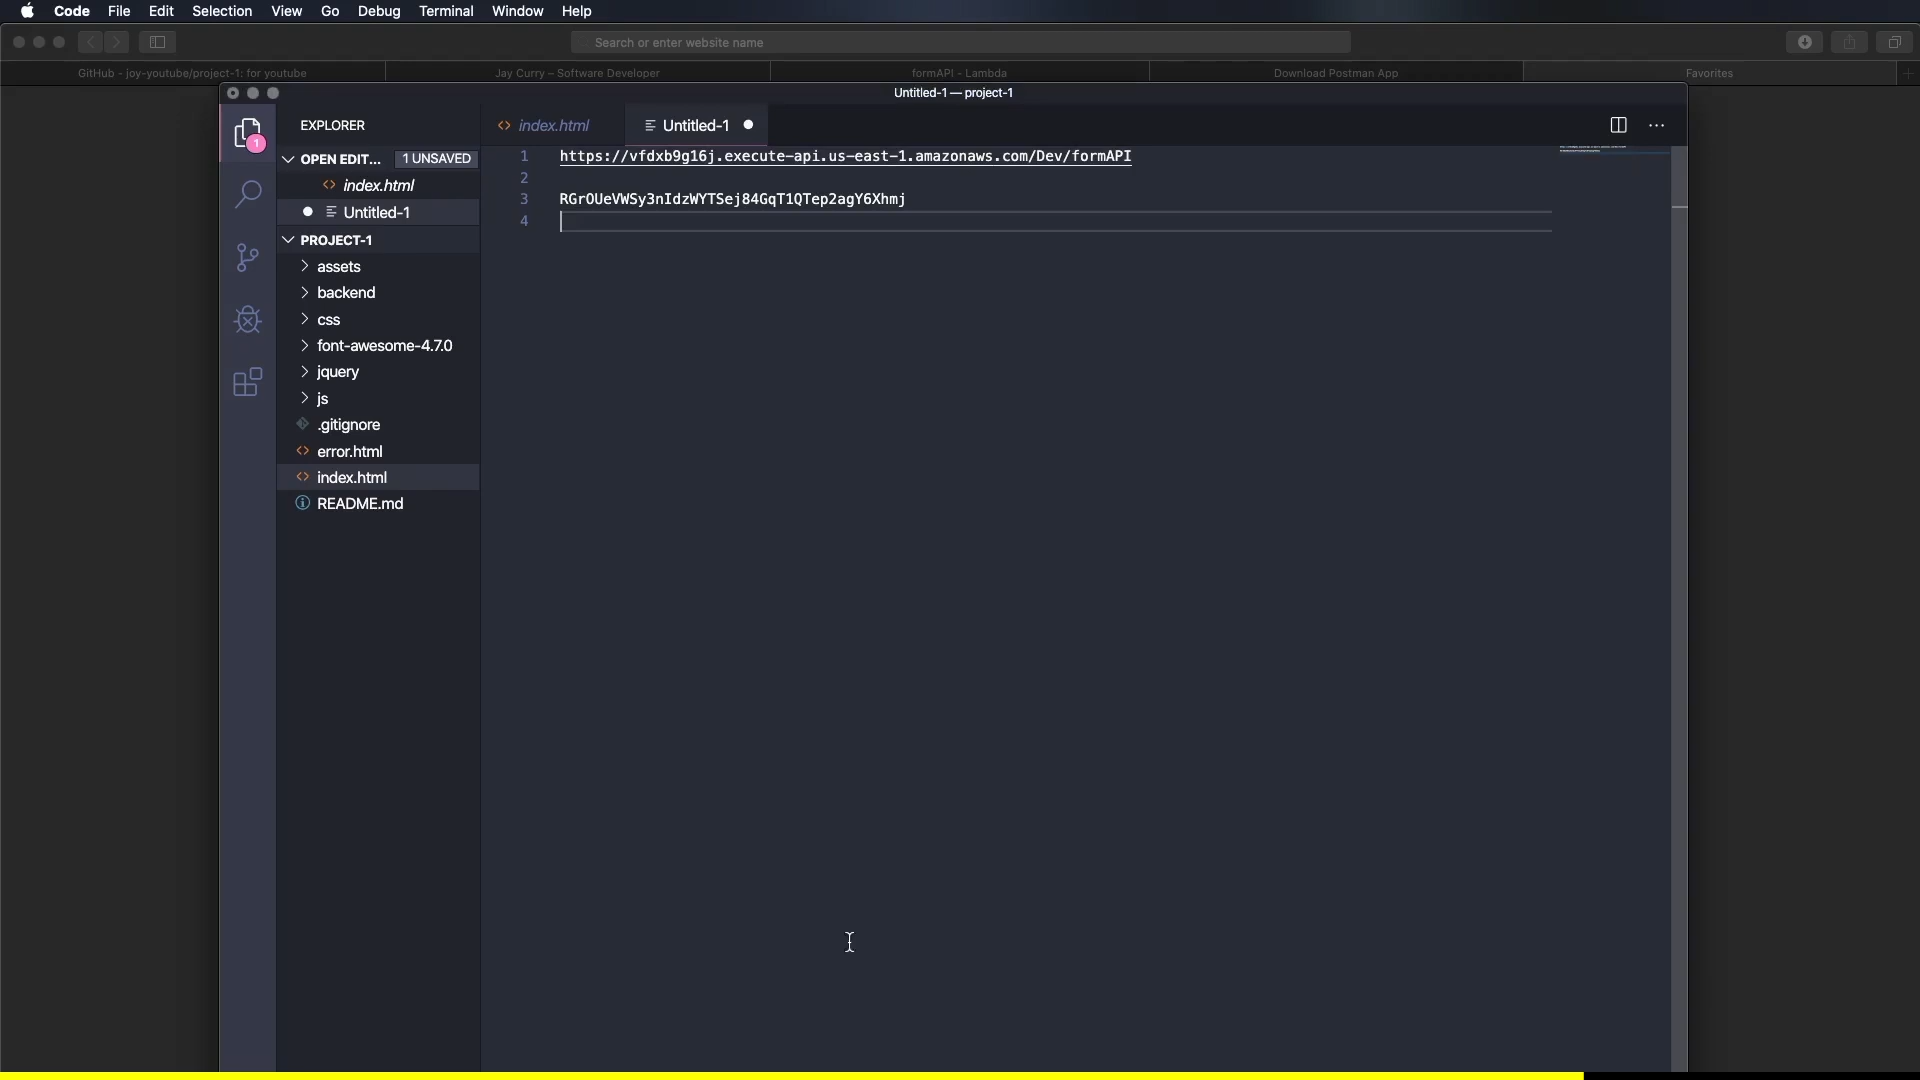 Code File Edit Selection View Go Debug Terminal Window Help
Search or enter website name
GitHub - joy-youtube/project-1: for youtube
Jay Curry – Software Developer
formAPI - Lambda
Download Postman App
Favorites
Untitled-1 — project-1
EXPLORER
1
OPEN EDIT... 1 UNSAVED
index.html
Untitled-1
PROJECT-1
assets
backend
css
font-awesome-4.7.0
jquery
js
.gitignore
error.html
index.html
README.md
index.html
Untitled-1
1 https://vfdxb9g16j.execute-api.us-east-1.amazonaws.com/Dev/formAPI
2
3 RGrOUeVWSy3nIdzWYTSej84GqT1QTep2agY6Xhmj
4